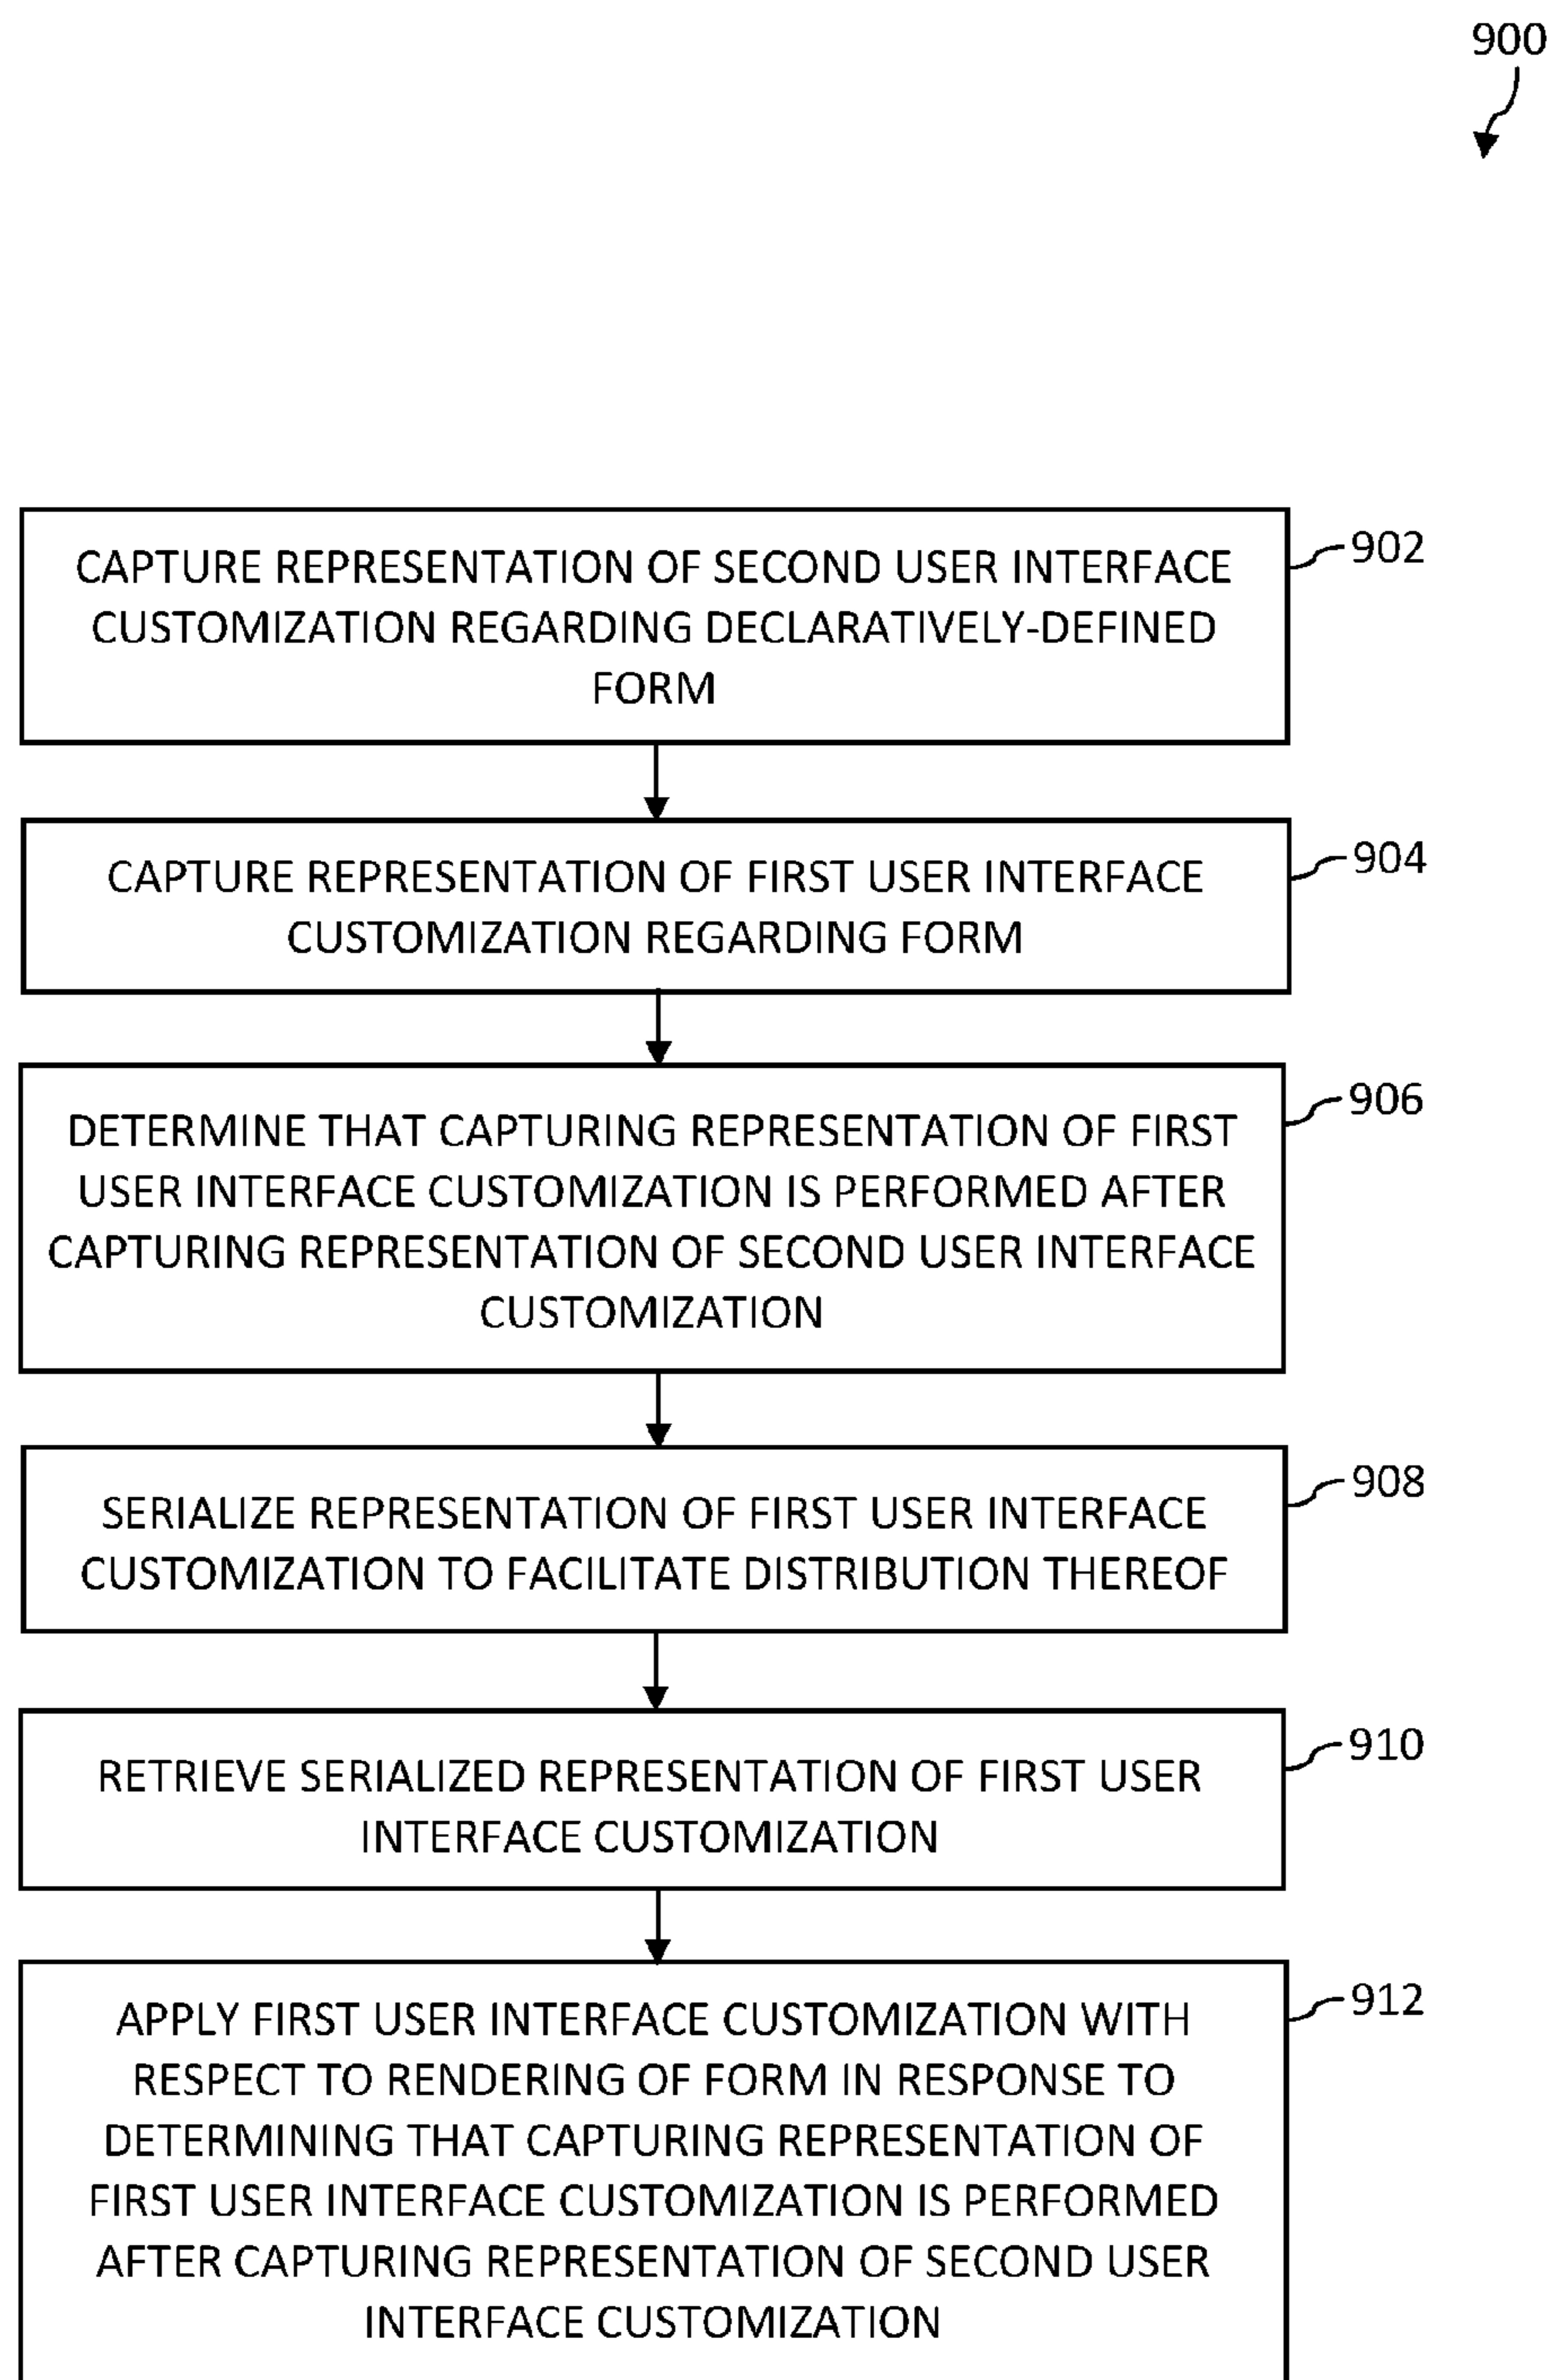 900
CAPTURE REPRESENTATION OF SECOND USER INTERFACE
CUSTOMIZATION REGARDING DECLARATIVELY-DEFINED
FORM
902
CAPTURE REPRESENTATION OF FIRST USER INTERFACE
CUSTOMIZATION REGARDING FORM
904
DETERMINE THAT CAPTURING REPRESENTATION OF FIRST
USER INTERFACE CUSTOMIZATION IS PERFORMED AFTER
CAPTURING REPRESENTATION OF SECOND USER INTERFACE
CUSTOMIZATION
906
SERIALIZE REPRESENTATION OF FIRST USER INTERFACE
CUSTOMIZATION TO FACILITATE DISTRIBUTION THEREOF
908
RETRIEVE SERIALIZED REPRESENTATION OF FIRST USER
INTERFACE CUSTOMIZATION
910
APPLY FIRST USER INTERFACE CUSTOMIZATION WITH
RESPECT TO RENDERING OF FORM IN RESPONSE TO
DETERMINING THAT CAPTURING REPRESENTATION OF
FIRST USER INTERFACE CUSTOMIZATION IS PERFORMED
AFTER CAPTURING REPRESENTATION OF SECOND USER
INTERFACE CUSTOMIZATION
912